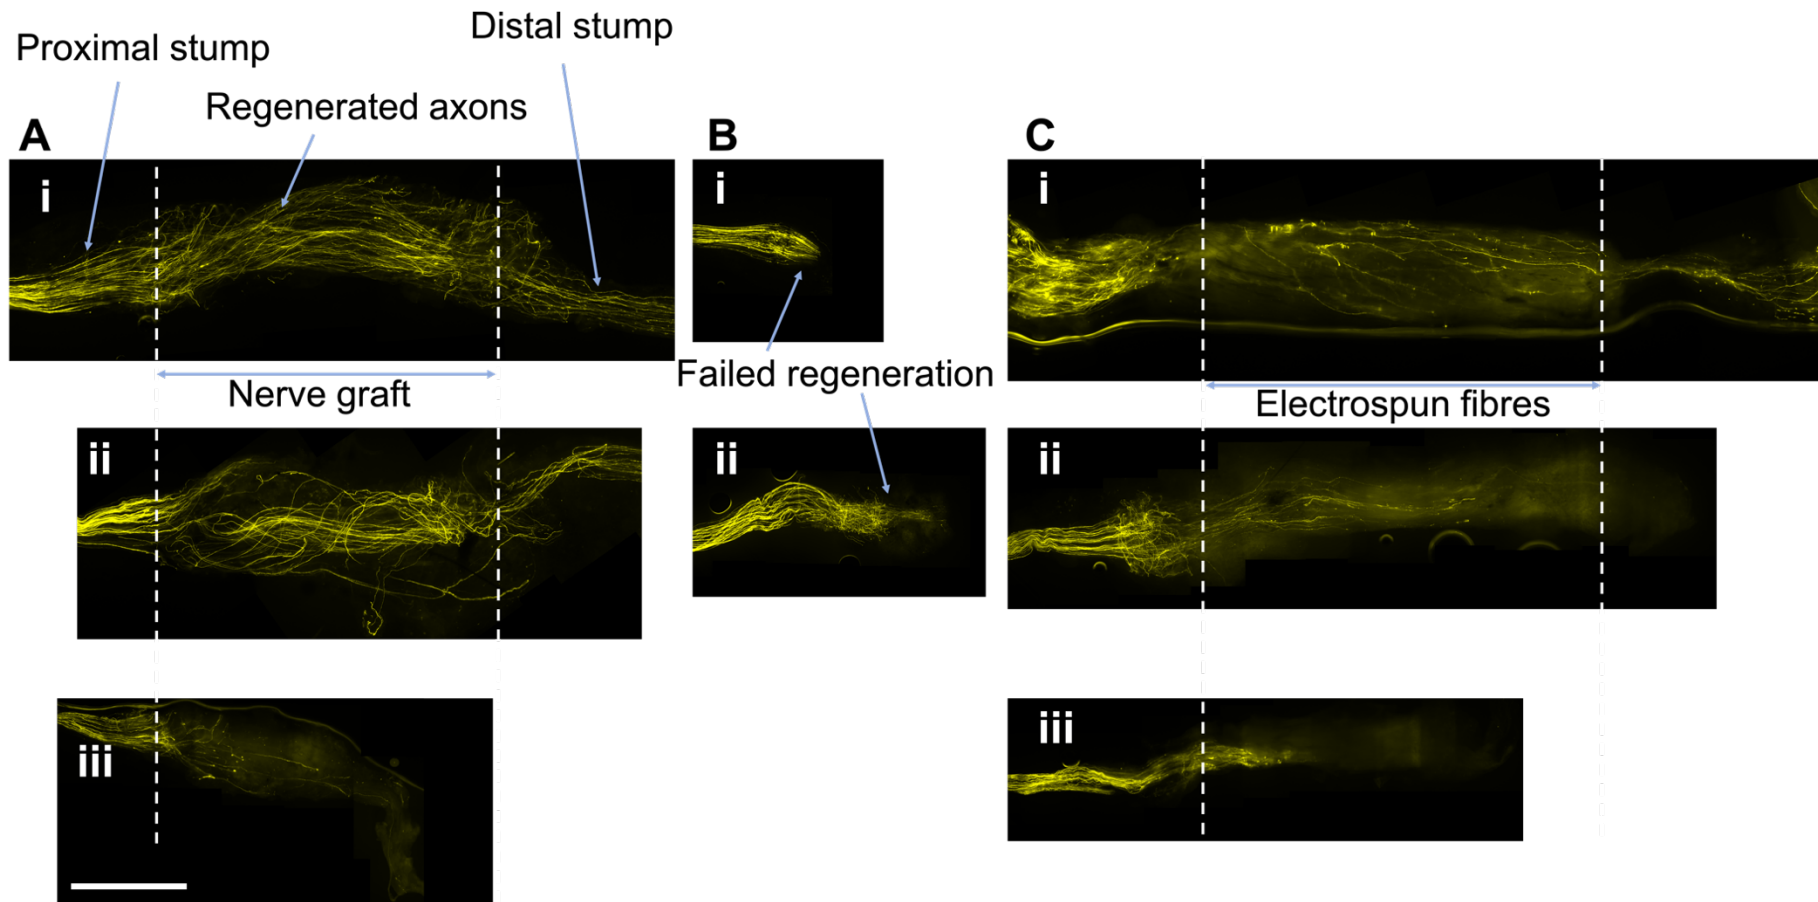 Proximal stump
Distal stump
Regenerated axons
A
B
C
i
i
i
Nerve graft
Failed regeneration
Electrospun fibres
ii
ii
ii
iii
iii